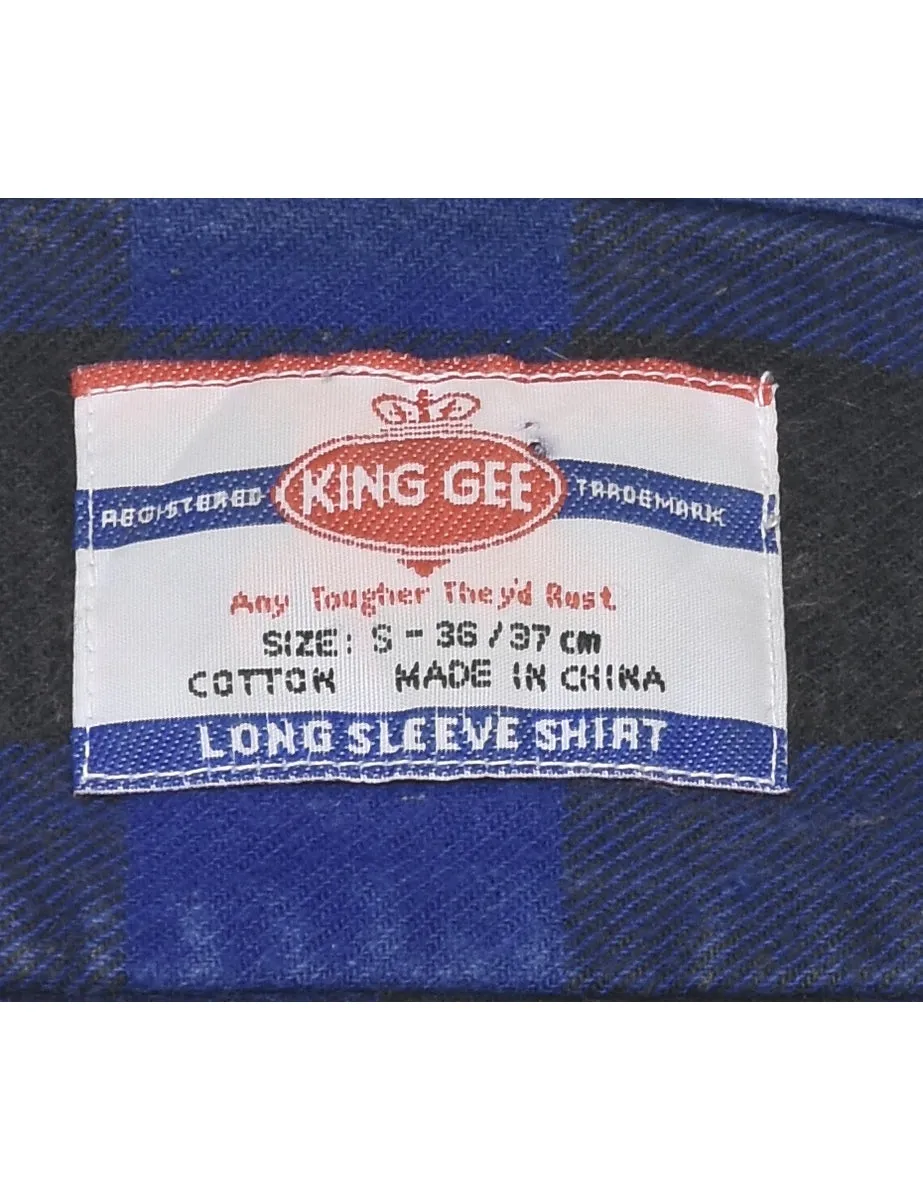 KING GEE
REGISTERED TRADEMARK
Any Tougher They'd Rust
SIZE: S - 36/37 cm
COTTON MADE IN CHINA
LONG SLEEVE SHIRT